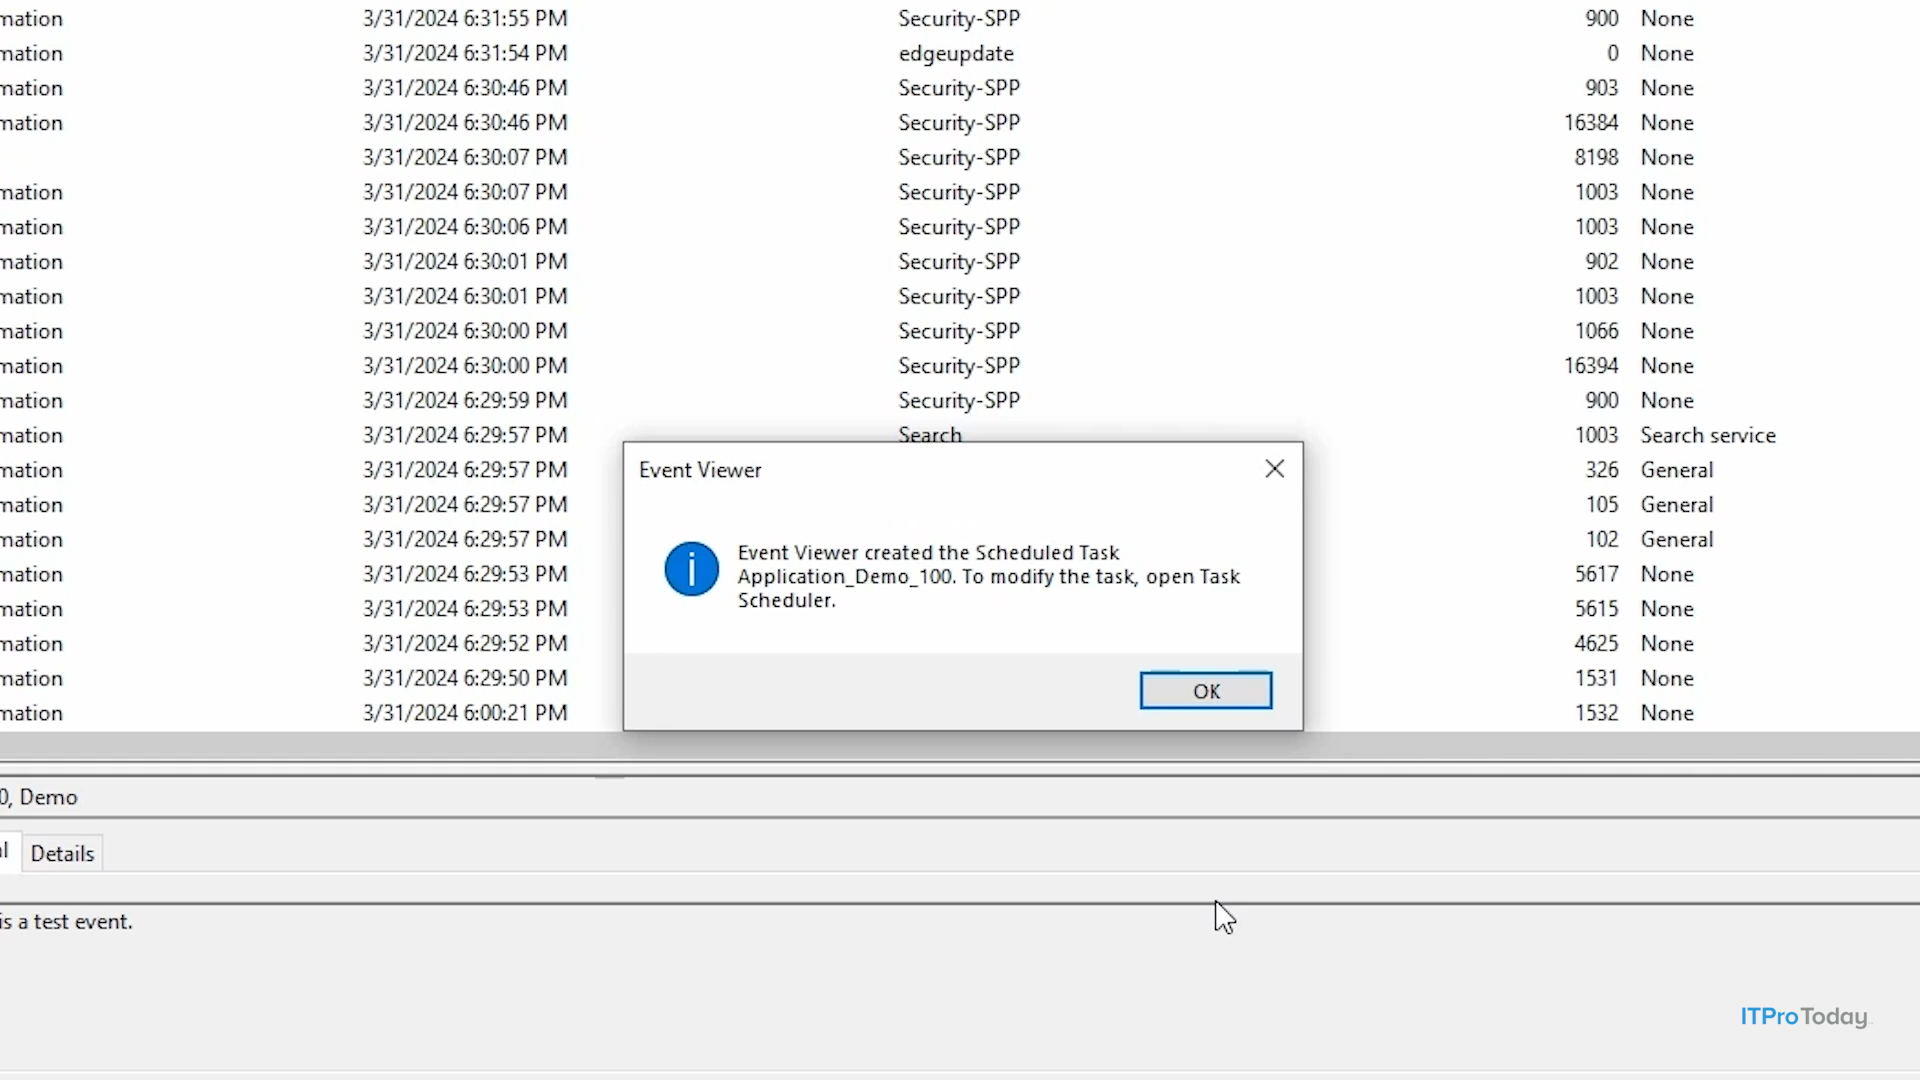 mation 3/31/2024 6:31:55 PM Security-SPP 900 None
mation 3/31/2024 6:31:54 PM edgeupdate 0 None
mation 3/31/2024 6:30:46 PM Security-SPP 903 None
mation 3/31/2024 6:30:46 PM Security-SPP 16384 None
3/31/2024 6:30:07 PM Security-SPP 8198 None
mation 3/31/2024 6:30:07 PM Security-SPP 1003 None
mation 3/31/2024 6:30:06 PM Security-SPP 1003 None
mation 3/31/2024 6:30:01 PM Security-SPP 902 None
mation 3/31/2024 6:30:01 PM Security-SPP 1003 None
mation 3/31/2024 6:30:00 PM Security-SPP 1066 None
mation 3/31/2024 6:30:00 PM Security-SPP 16394 None
mation 3/31/2024 6:29:59 PM Security-SPP 900 None
mation 3/31/2024 6:29:57 PM Search 1003 Search service
mation 3/31/2024 6:29:57 PM 326 General
mation 3/31/2024 6:29:57 PM 105 General
mation 3/31/2024 6:29:57 PM 102 General
mation 3/31/2024 6:29:53 PM 5617 None
mation 3/31/2024 6:29:53 PM 5615 None
mation 3/31/2024 6:29:52 PM 4625 None
mation 3/31/2024 6:29:50 PM 1531 None
mation 3/31/2024 6:00:21 PM 1532 None
Event Viewer
Event Viewer created the Scheduled Task
Application_Demo_100. To modify the task, open Task
Scheduler.
OK
0, Demo
al Details
is a test event.
ITProToday